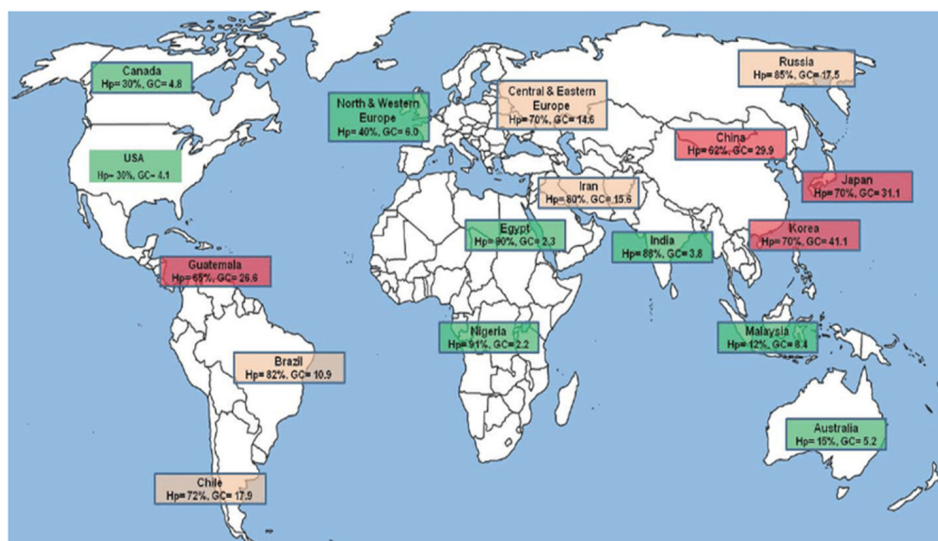 Canada
Hp= 30%, GC= 4.8
Russia
Hp= 85%, GC= 17.5
North & Western
Europe
Hp= 40%, GC= 6.0
Central & Eastern
Europe
Hp= 70%, GC= 14.5
China
Hp= 62%, GC= 29.9
USA
Hp= 30%, GC= 4.1
Japan
Hp= 70%, GC= 31.1
Iran
Hp= 80%, GC= 15.6
Egypt
Hp= 90%, GC= 2.3
India
Hp= 88%, GC= 3.8
Korea
Hp= 70%, GC= 41.1
Guatemala
Hp= 65%, GC= 26.6
Nigeria
Hp= 91%, GC= 2.2
Malaysia
Hp= 12%, GC= 8.4
Brazil
Hp= 82%, GC= 10.9
Australia
Hp= 15%, GC= 5.2
Chile
Hp= 72%, GC= 17.9